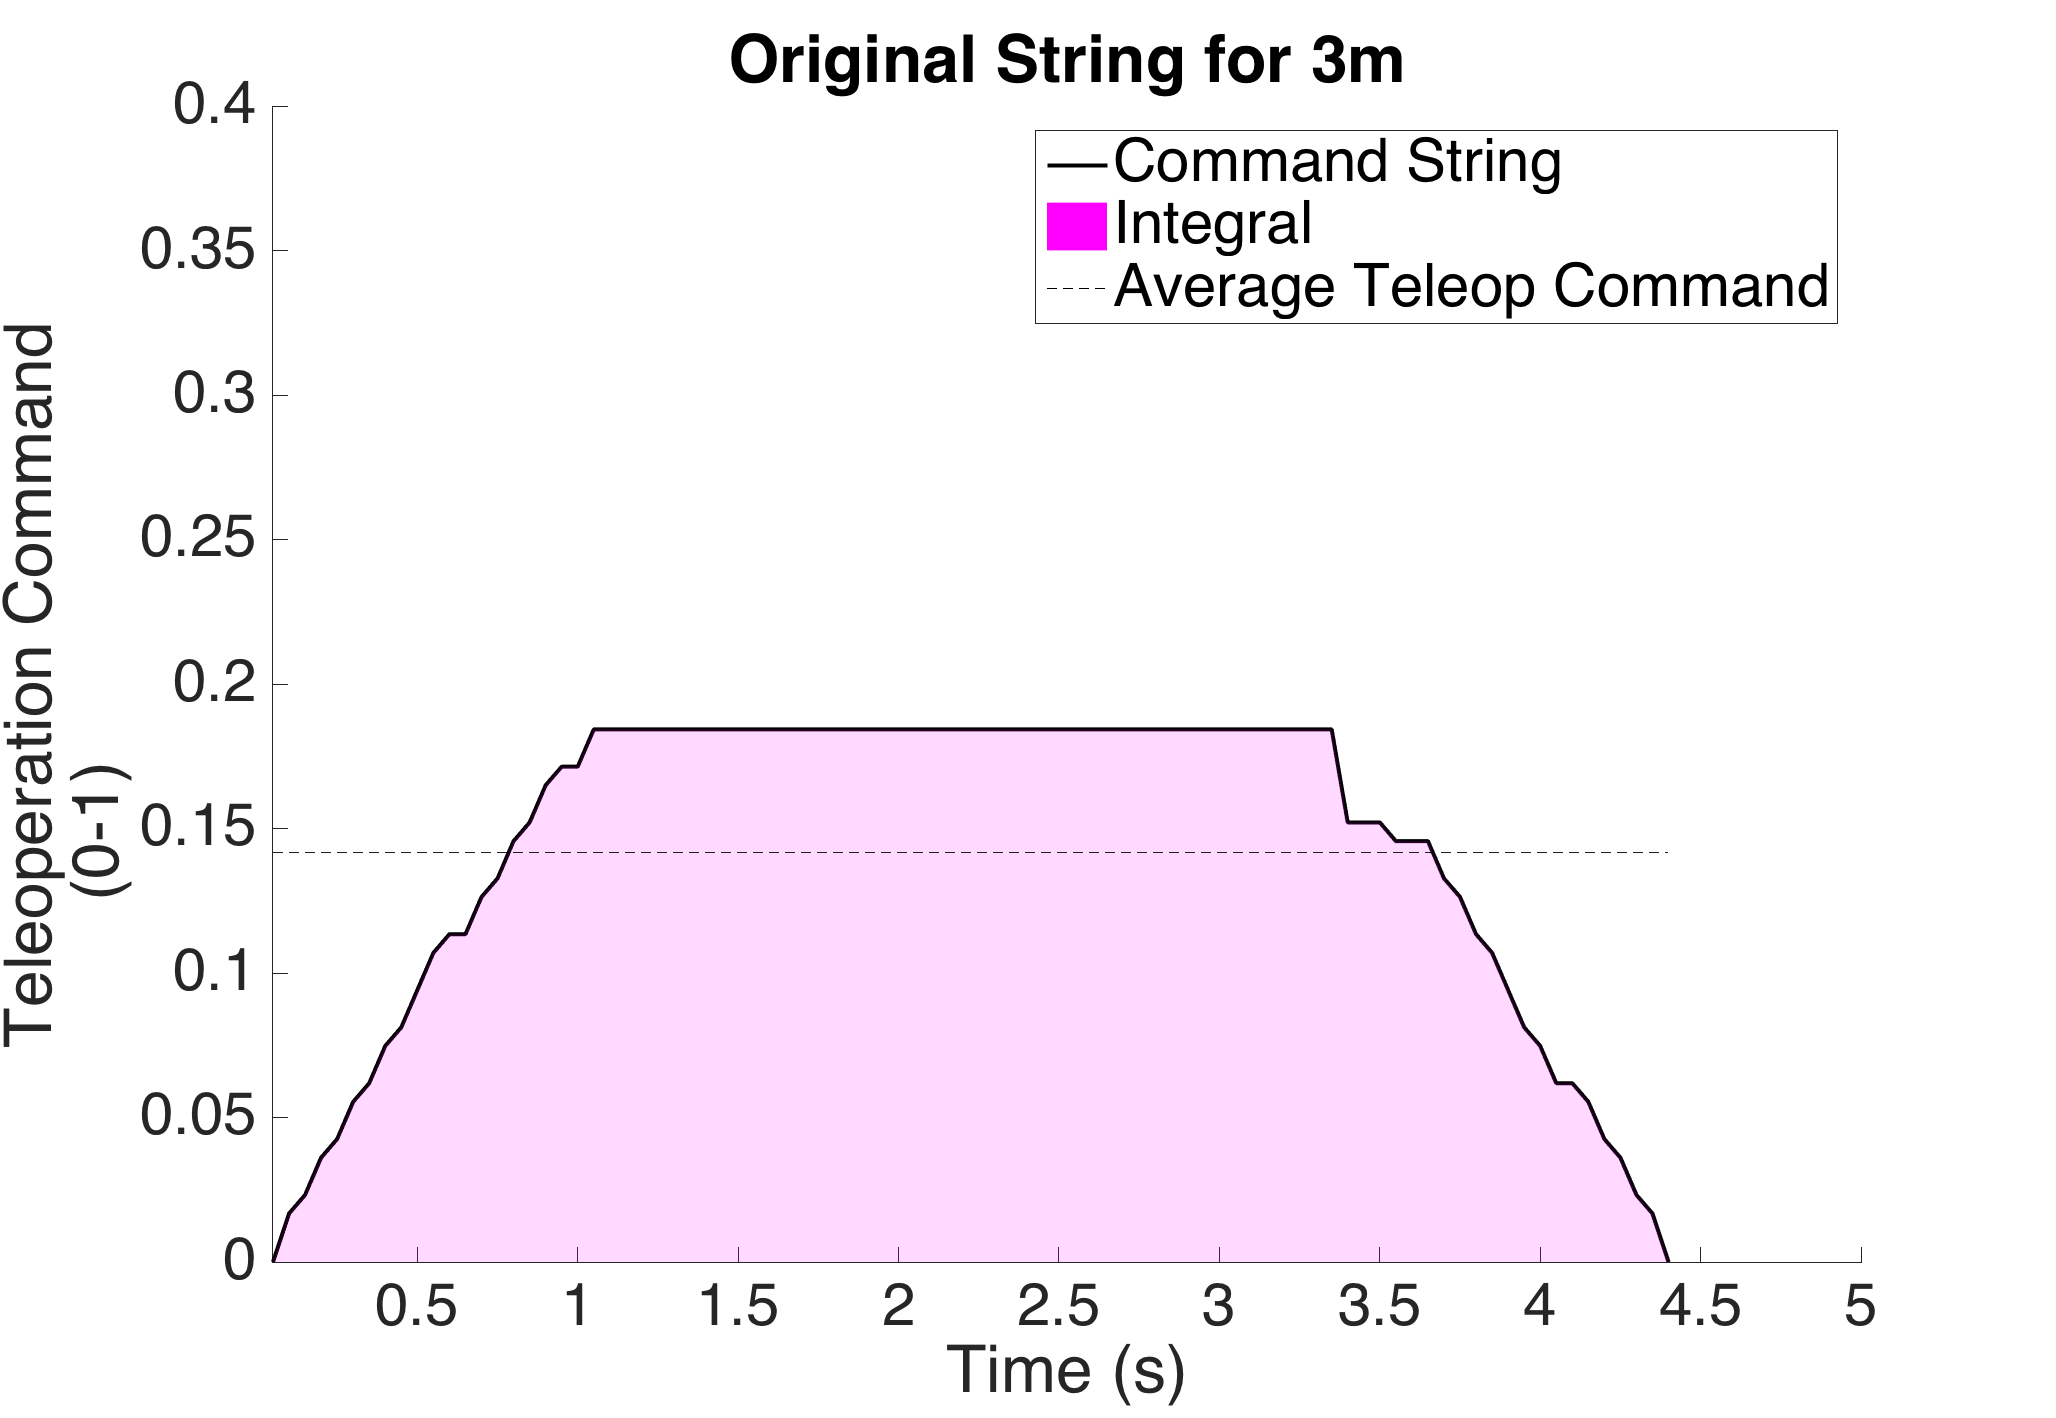 Original String for 3m
Command String
Integral
Average Teleop Command
Teleoperation Command
(0-1)
0.4
0.35
0.3
0.25
0.2
0.15
0.1
0.05
0
0.5 1 1.5 2 2.5 3 3.5 4 4.5 5
Time (s)